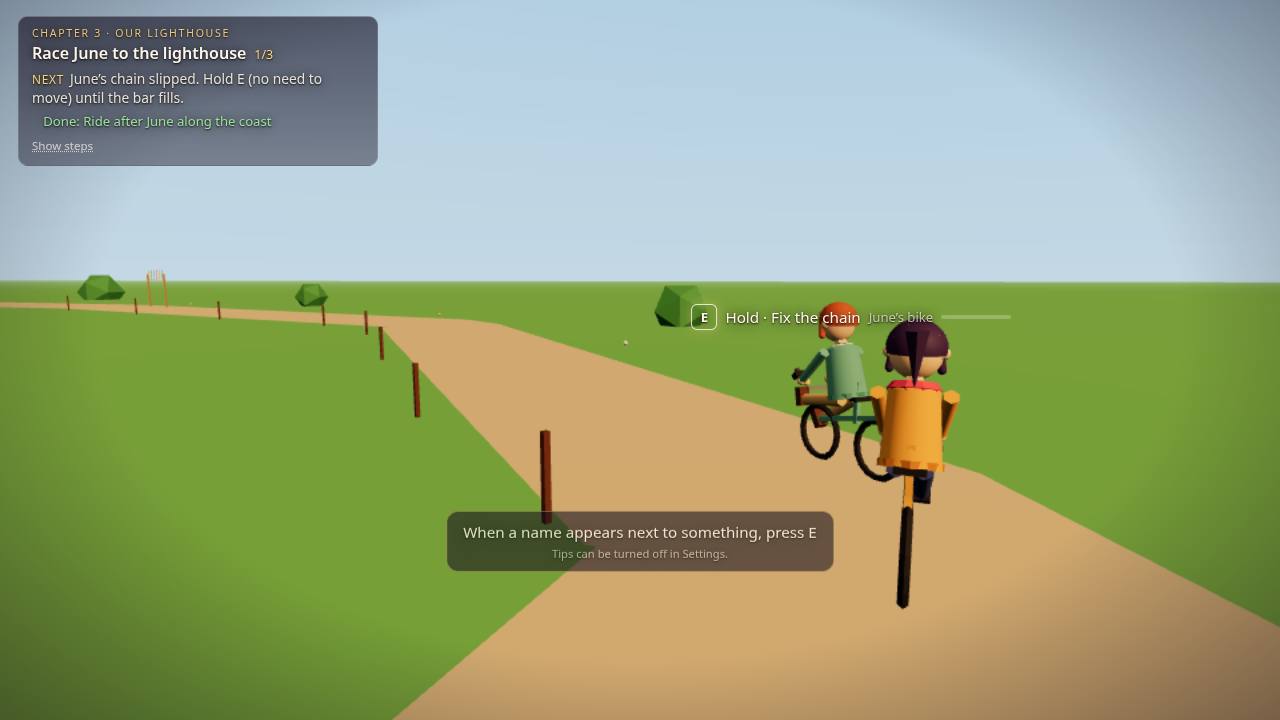 CHAPTER 3 · OUR LIGHTHOUSE
Race June to the lighthouse 1/3
NEXT June’s chain slipped. Hold E (no need to
move) until the bar fills.
Done: Ride after June along the coast
Show steps
E Hold · Fix the chain June’s bike
When a name appears next to something, press E
Tips can be turned off in Settings.